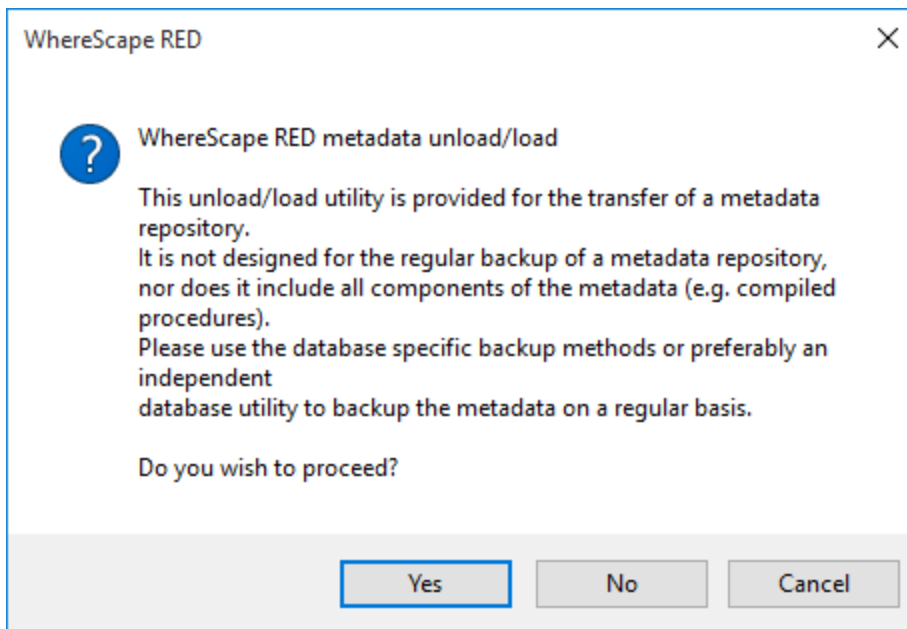 WhereScape RED
WhereScape RED metadata unload/load
This unload/load utility is provided for the transfer of a metadata
repository.
It is not designed for the regular backup of a metadata repository,
nor does it include all components of the metadata (e.g. compiled
procedures).
Please use the database specific backup methods or preferably an
independent
database utility to backup the metadata on a regular basis.
Do you wish to proceed?
Yes No Cancel